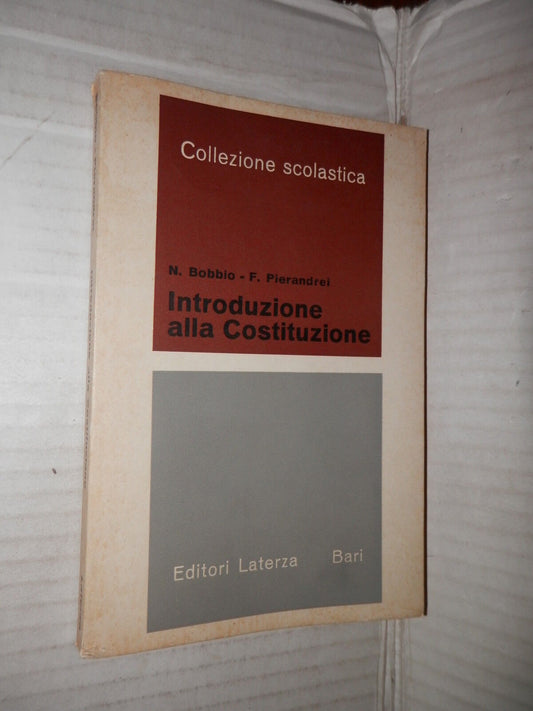 Collezione scolastica
N. Bobbio - F. Pierandrei
Introduzione
alla Costituzione
Editori Laterza Bari